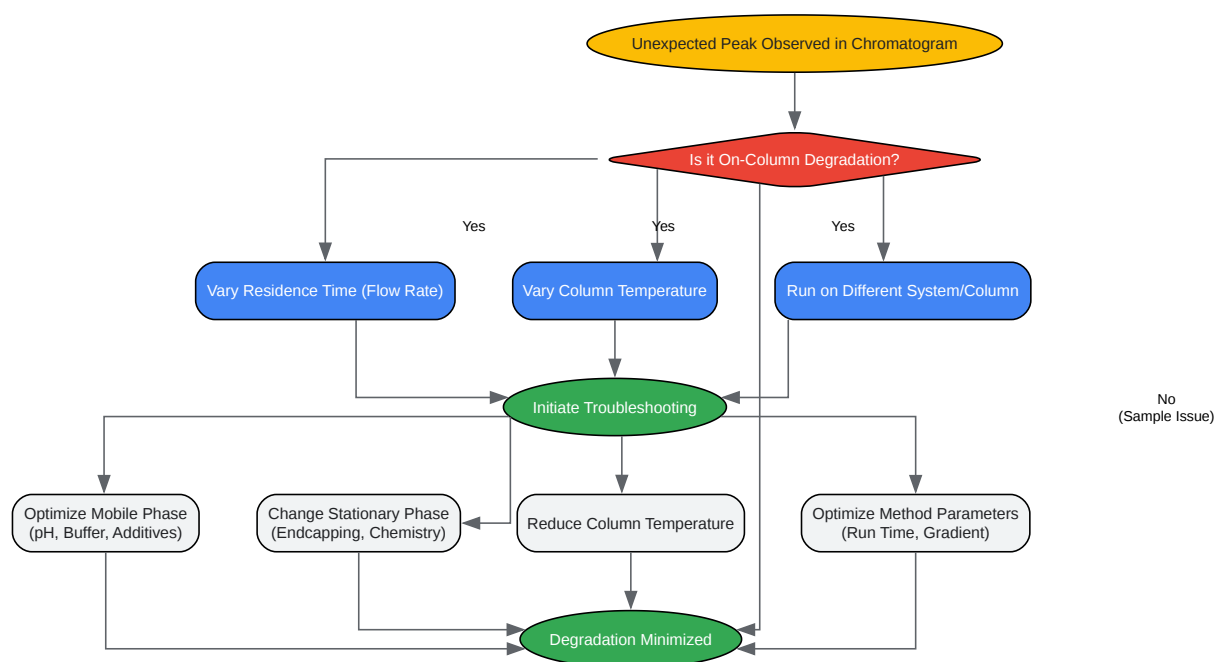 Unexpected Peak Observed in Chromatogram
Is it On-Column Degradation?
Yes
Yes
Yes
Vary Residence Time (Flow Rate)
Vary Column Temperature
Run on Different System/Column
No
(Sample Issue)
Initiate Troubleshooting
Optimize Mobile Phase
(pH, Buffer, Additives)
Change Stationary Phase
(Endcapping, Chemistry)
Reduce Column Temperature
Optimize Method Parameters
(Run Time, Gradient)
Degradation Minimized